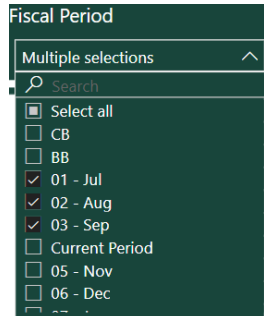 Fiscal Period
Multiple selections
Search
Select all
CB
BB
01 - Jul
02 - Aug
03 - Sep
Current Period
05 - Nov
06 - Dec